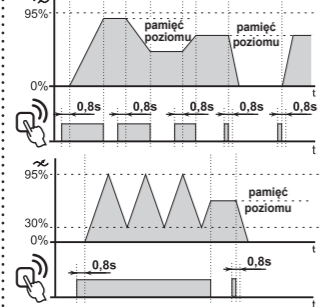 95%
pamięć
poziomu
pamięć
poziomu
0%
t
0,8s 0,8s 0,8s 0,8s 0,8s
t
95%
pamięć
poziomu
30%
0%
t
0,8s 0,8s
t